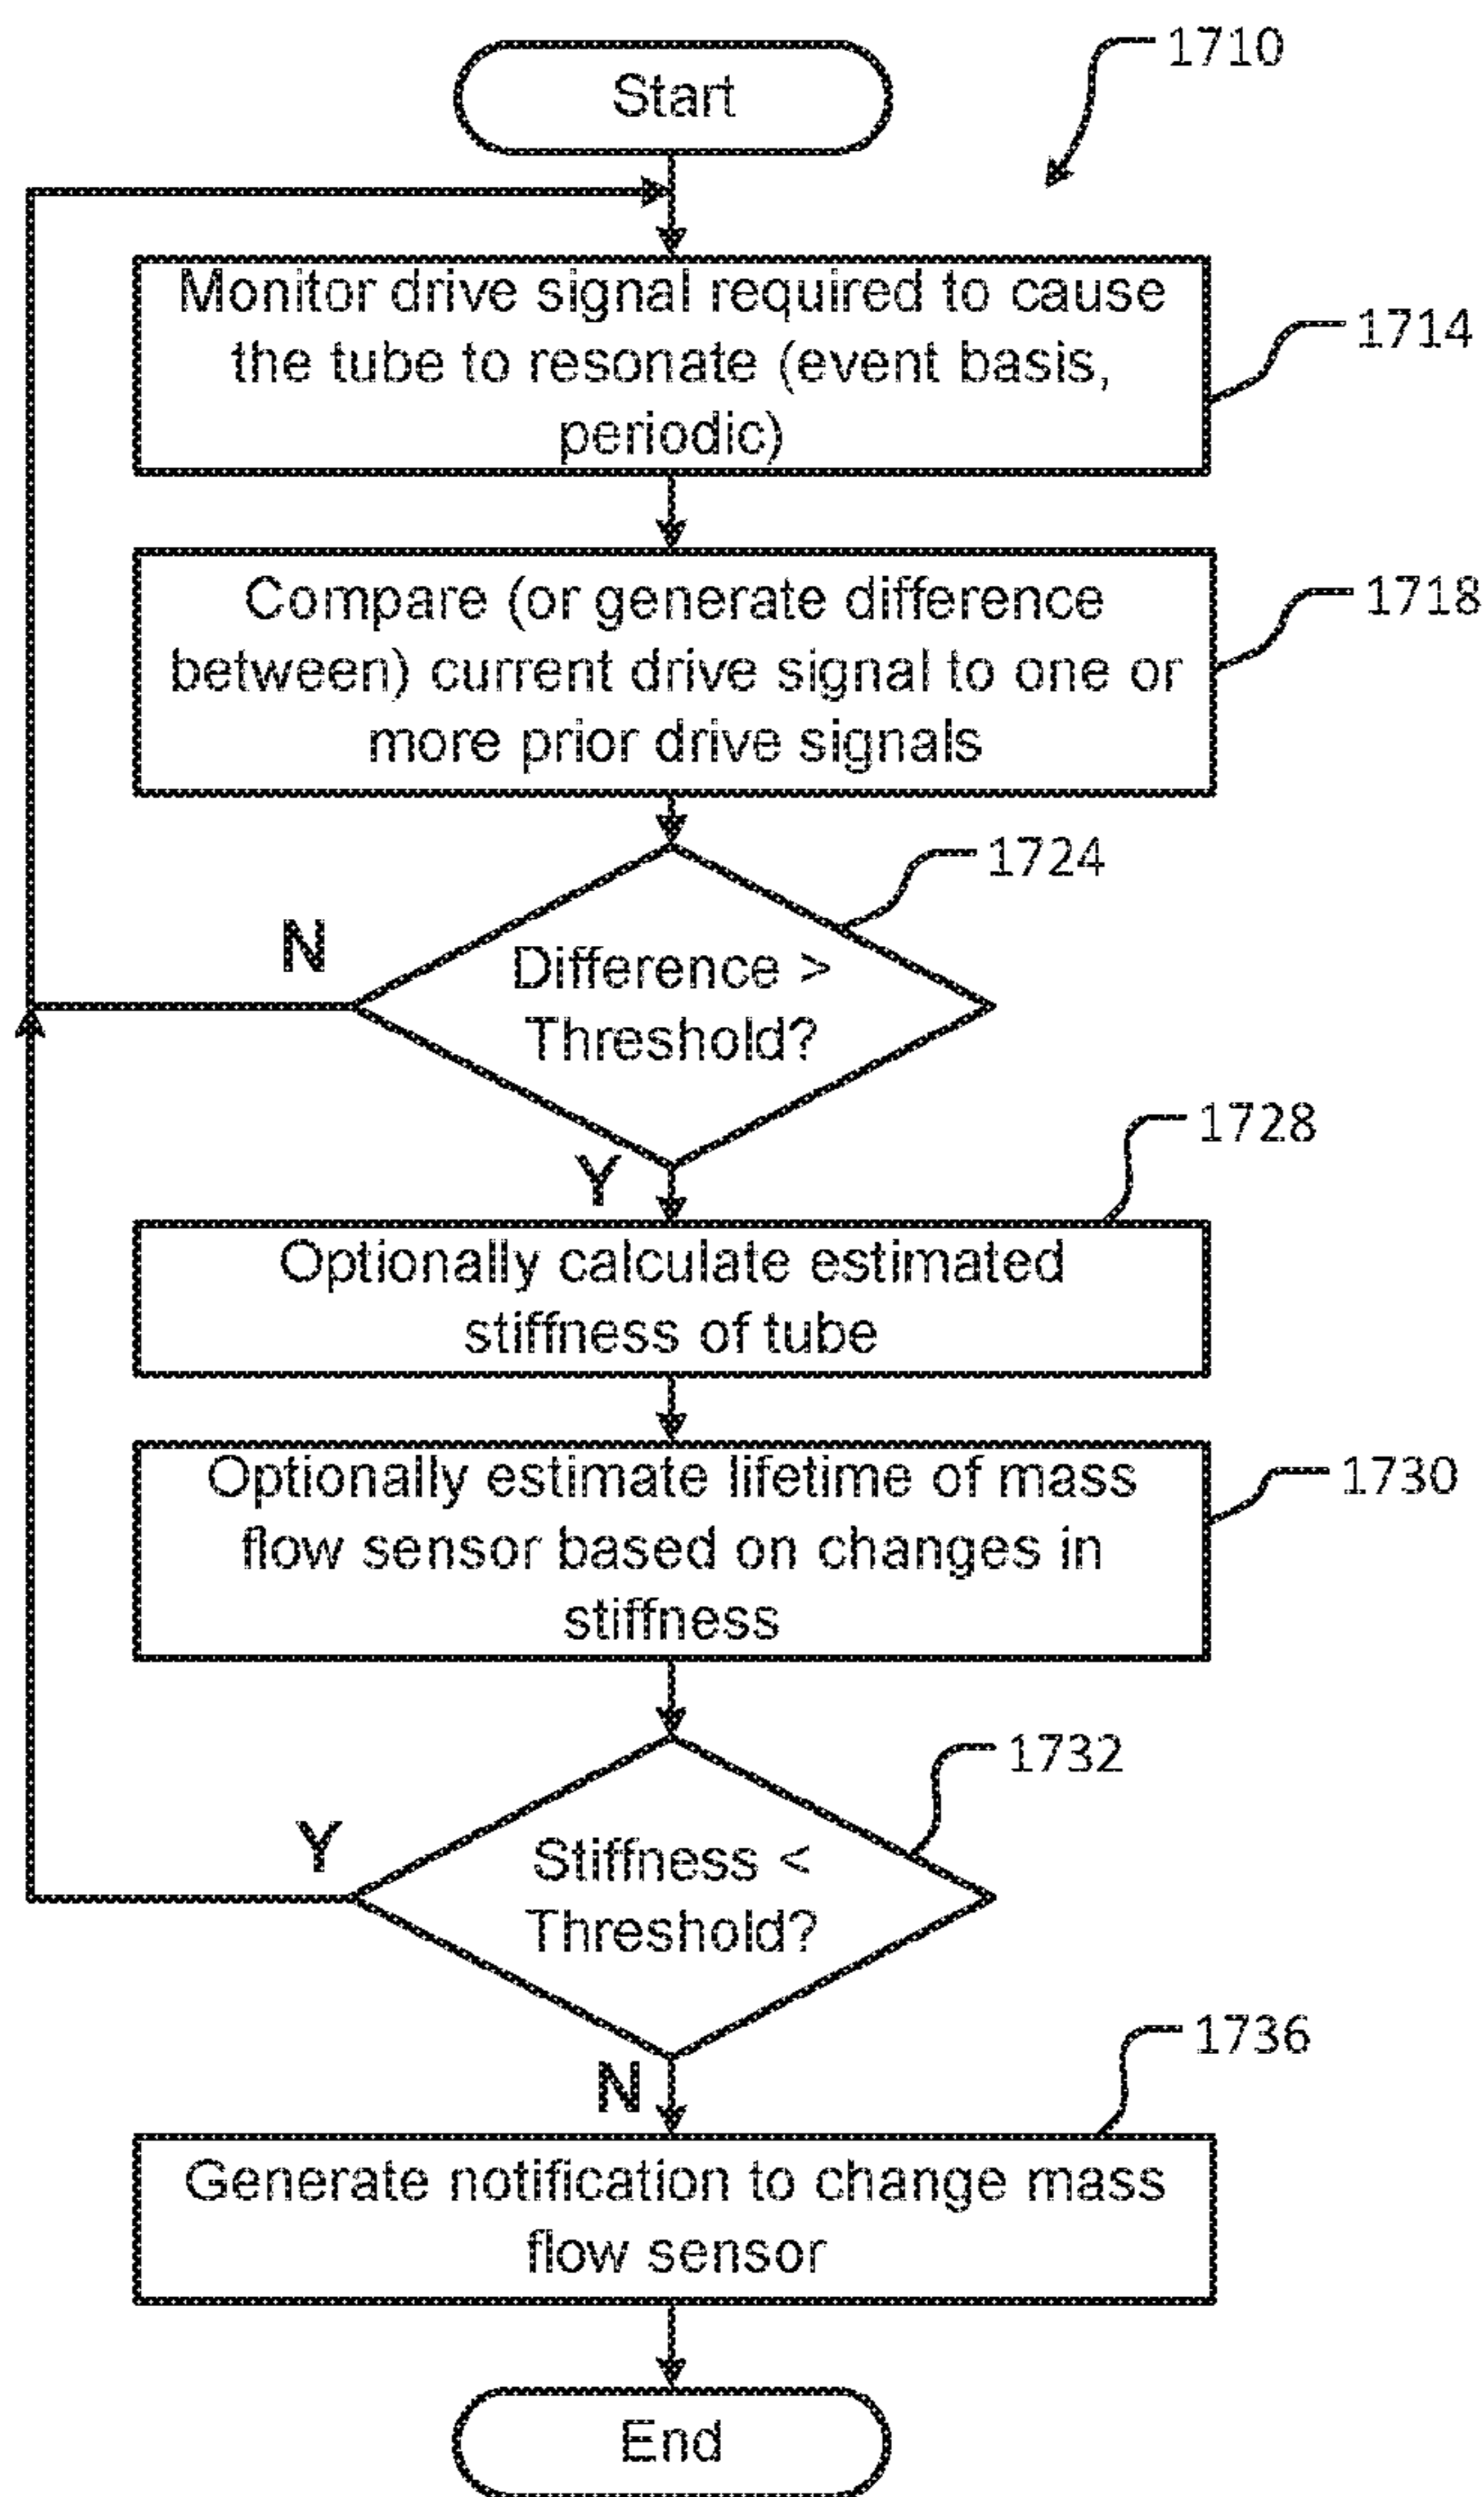 1710
Start
Monitor drive signal required to cause
the tube to resonate (event basis,
periodic)
1714
Compare (or generate difference
between) current drive signal to one or
more prior drive signals
1718
1724
N
Difference >
Threshold?
Y
1728
Optionally calculate estimated
stiffness of tube
Optionally estimate lifetime of mass
flow sensor based on changes in
stiffness
1730
1732
Y
Stiffness <
Threshold?
N
1736
Generate notification to change mass
flow sensor
End